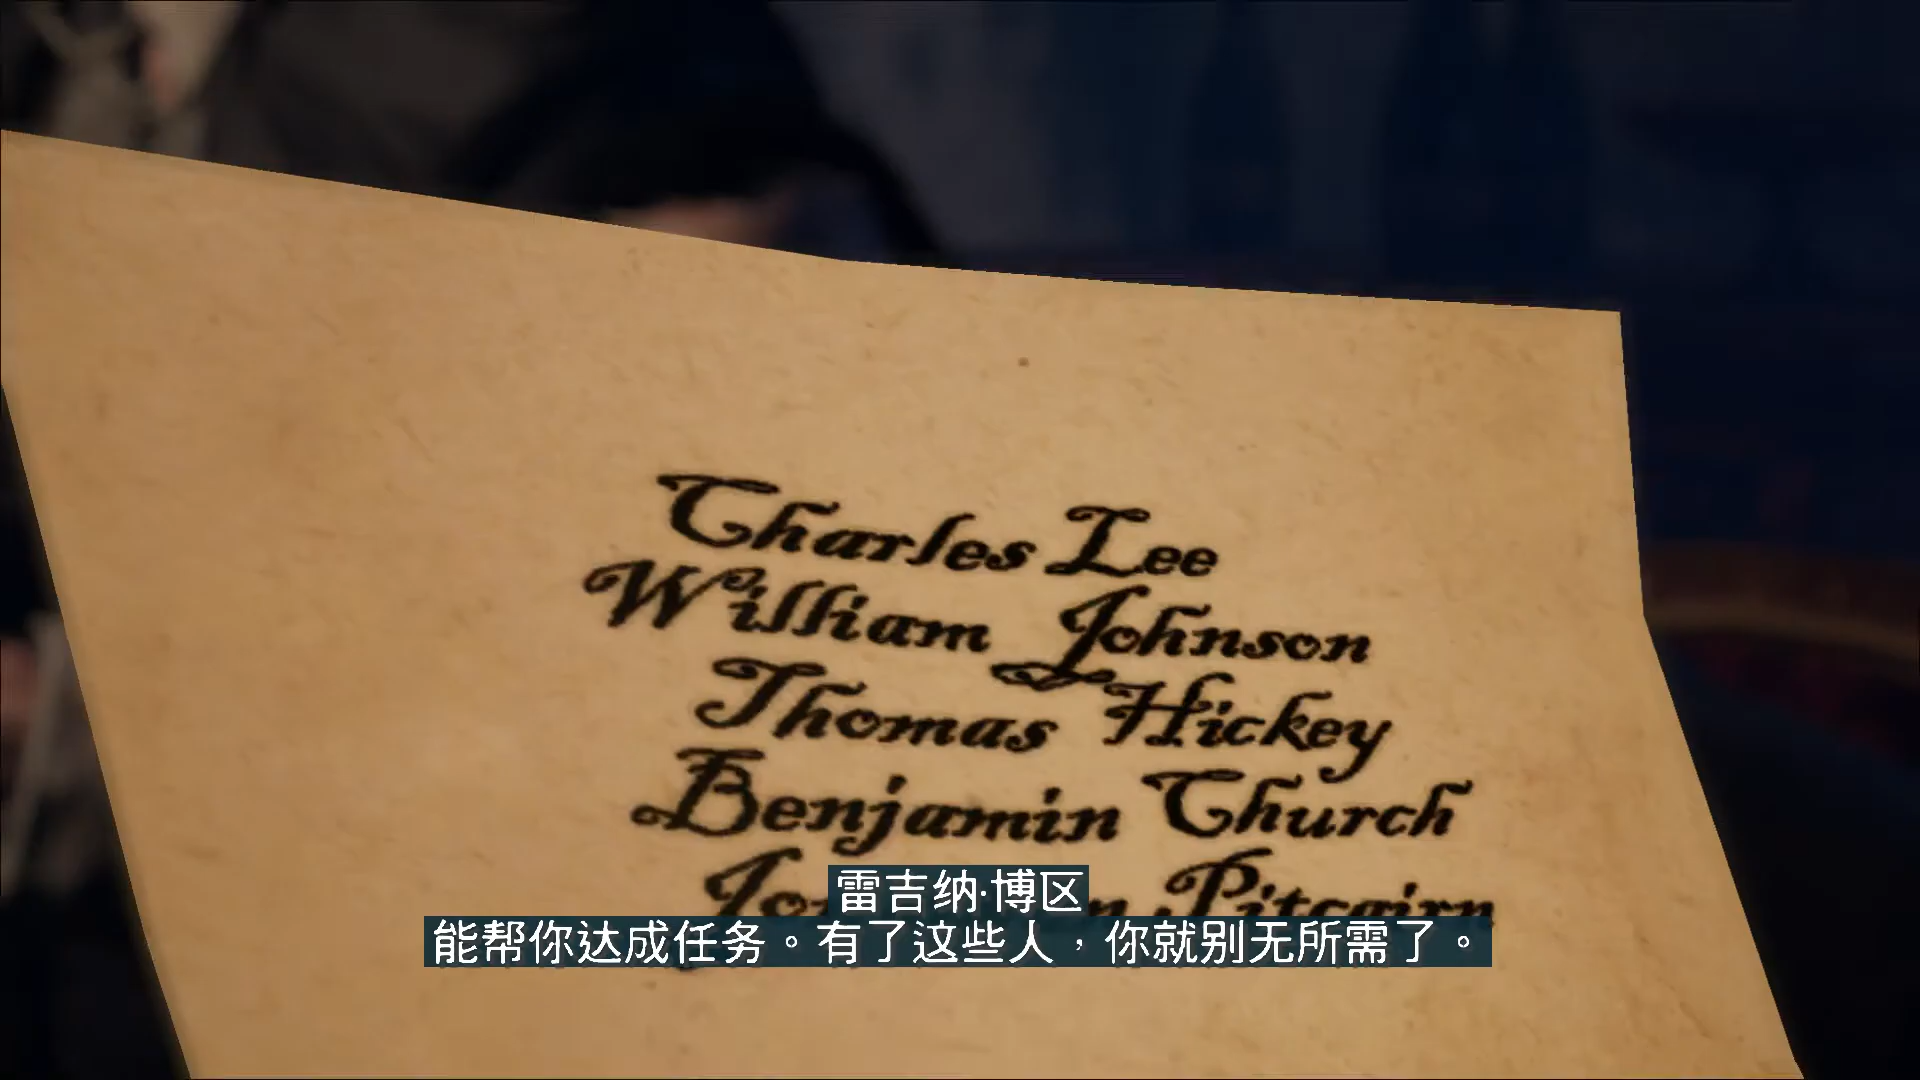 Charles Lee
William Johnson
Thomas Hickey
Benjamin Church
Pitcairn
雷吉纳·博区
能帮你达成任务。有了这些人，你就别无所需了。